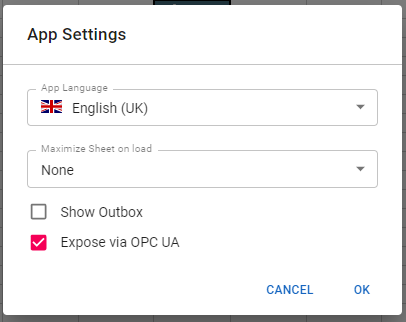 App Settings
App Language
English (UK)
Maximize Sheet on load
None
Show Outbox
Expose via OPC UA
CANCEL OK